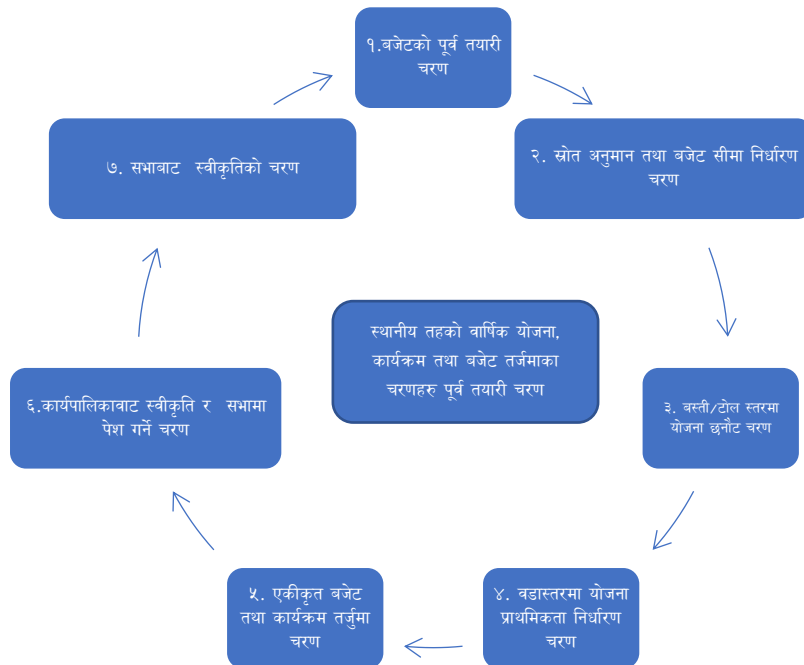 १.बजेटको पूर्व तयारी
चरण
२. स्रोत अनुमान तथा बजेट सीमा निर्धारण
चरण
३. बस्ती/टोल स्तरमा
योजना छनौट चरण
४. वडास्तरमा योजना
प्राथमिकता निर्धारण
चरण
५. एकीकृत बजेट
तथा कार्यक्रम तर्जुमा
चरण
६.कार्यपालिकावाट स्वीकृति र सभामा
पेश गर्ने चरण
७. सभाबाट स्वीकृतिको चरण
स्थानीय तहको वार्षिक योजना,
कार्यक्रम तथा बजेट तर्जमाका
चरणहरु पूर्व तयारी चरण